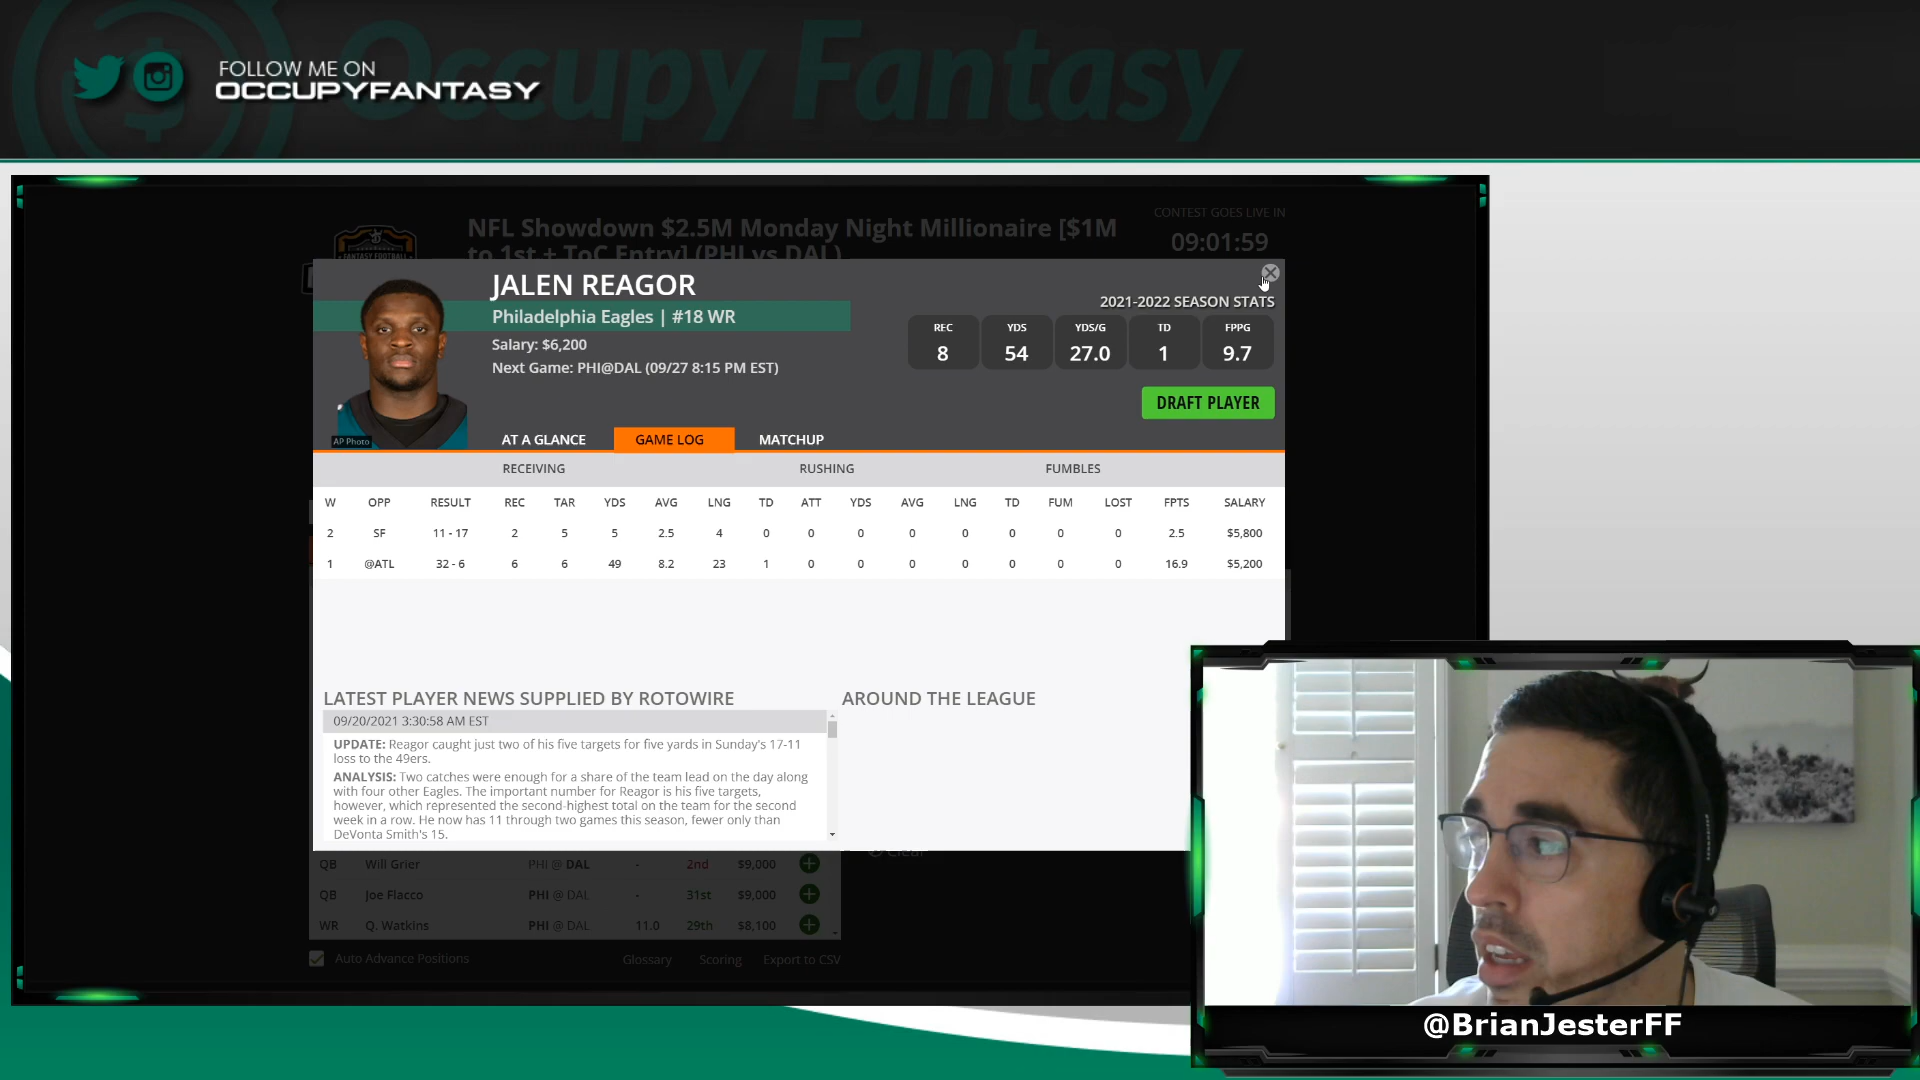 Occupy Fantasy
FOLLOW ME ON
OCCUPYFANTASY
NFL Showdown $2.5M Monday Night Millionaire [$1M
to 1st + ToC Entry] (PHI vs DAL)
CONTEST GOES LIVE IN
09:01:59
FANTASY FOOTBALL
JALEN REAGOR
Philadelphia Eagles | #18 WR
Salary: $6,200
Next Game: PHI@DAL (09/27 8:15 PM EST)
AP Photo
2021-2022 SEASON STATS
REC YDS YDS/G TD FPPG
8 54 27.0 1 9.7
DRAFT PLAYER
AT A GLANCE GAME LOG MATCHUP
RECEIVING RUSHING FUMBLES
W OPP RESULT REC TAR YDS AVG LNG TD ATT YDS AVG LNG TD FUM LOST FPTS SALARY
2 SF 11 - 17 2 5 5 2.5 4 0 0 0 0 0 0 0 0 2.5 $5,800
1 @ATL 32 - 6 6 6 49 8.2 23 1 0 0 0 0 0 0 0 16.9 $5,200
LATEST PLAYER NEWS SUPPLIED BY ROTOWIRE
09/20/2021 3:30:58 AM EST
UPDATE: Reagor caught just two of his five targets for five yards in Sunday's 17-11
loss to the 49ers.
ANALYSIS: Two catches were enough for a share of the team lead on the day along
with four other Eagles. The important number for Reagor is his five targets,
however, which represented the second-highest total on the team for the second
week in a row. He now has 11 through two games this season, fewer only than
DeVonta Smith's 15.
AROUND THE LEAGUE
Clear
QB Will Grier PHI @ DAL - 2nd $9,000
QB Joe Flacco PHI @ DAL - 31st $9,000
WR Q. Watkins PHI @ DAL 11.0 29th $8,100
Auto Advance Positions Glossary Scoring Export to CSV
@BrianJesterFF